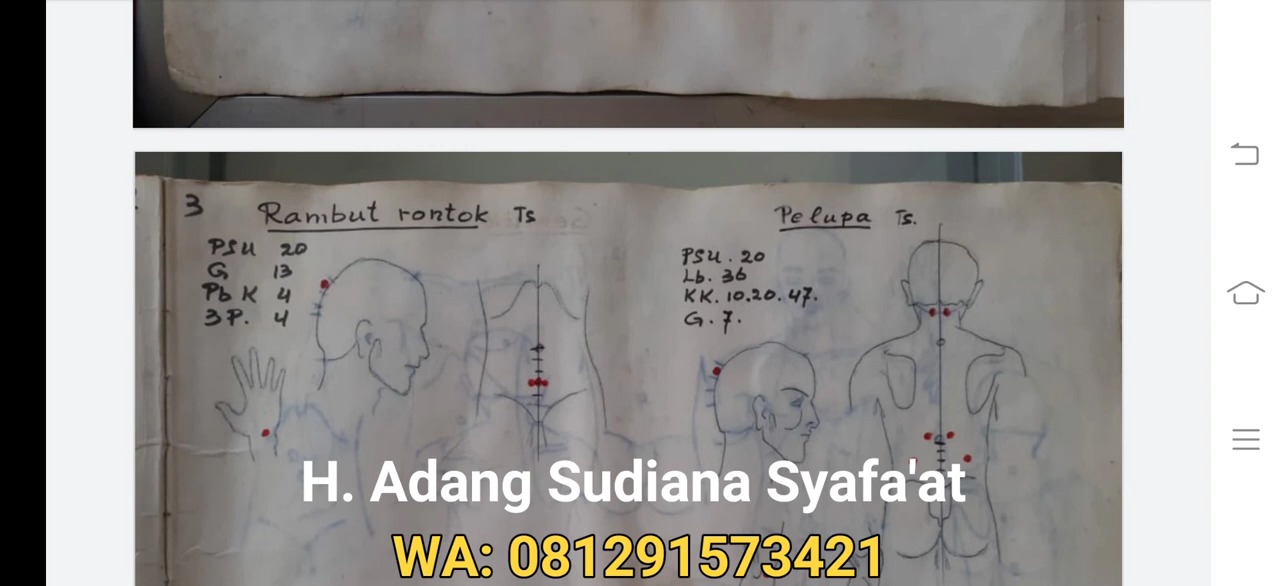 3
Rambut rontok Ts
PSU 20
G 13
Pb K 4
3P. 4
Pelupa Ts.
PSU. 20
Lb. 36
KK. 10.20.47.
G. 7.
H. Adang Sudiana Syafa'at
WA: 081291573421